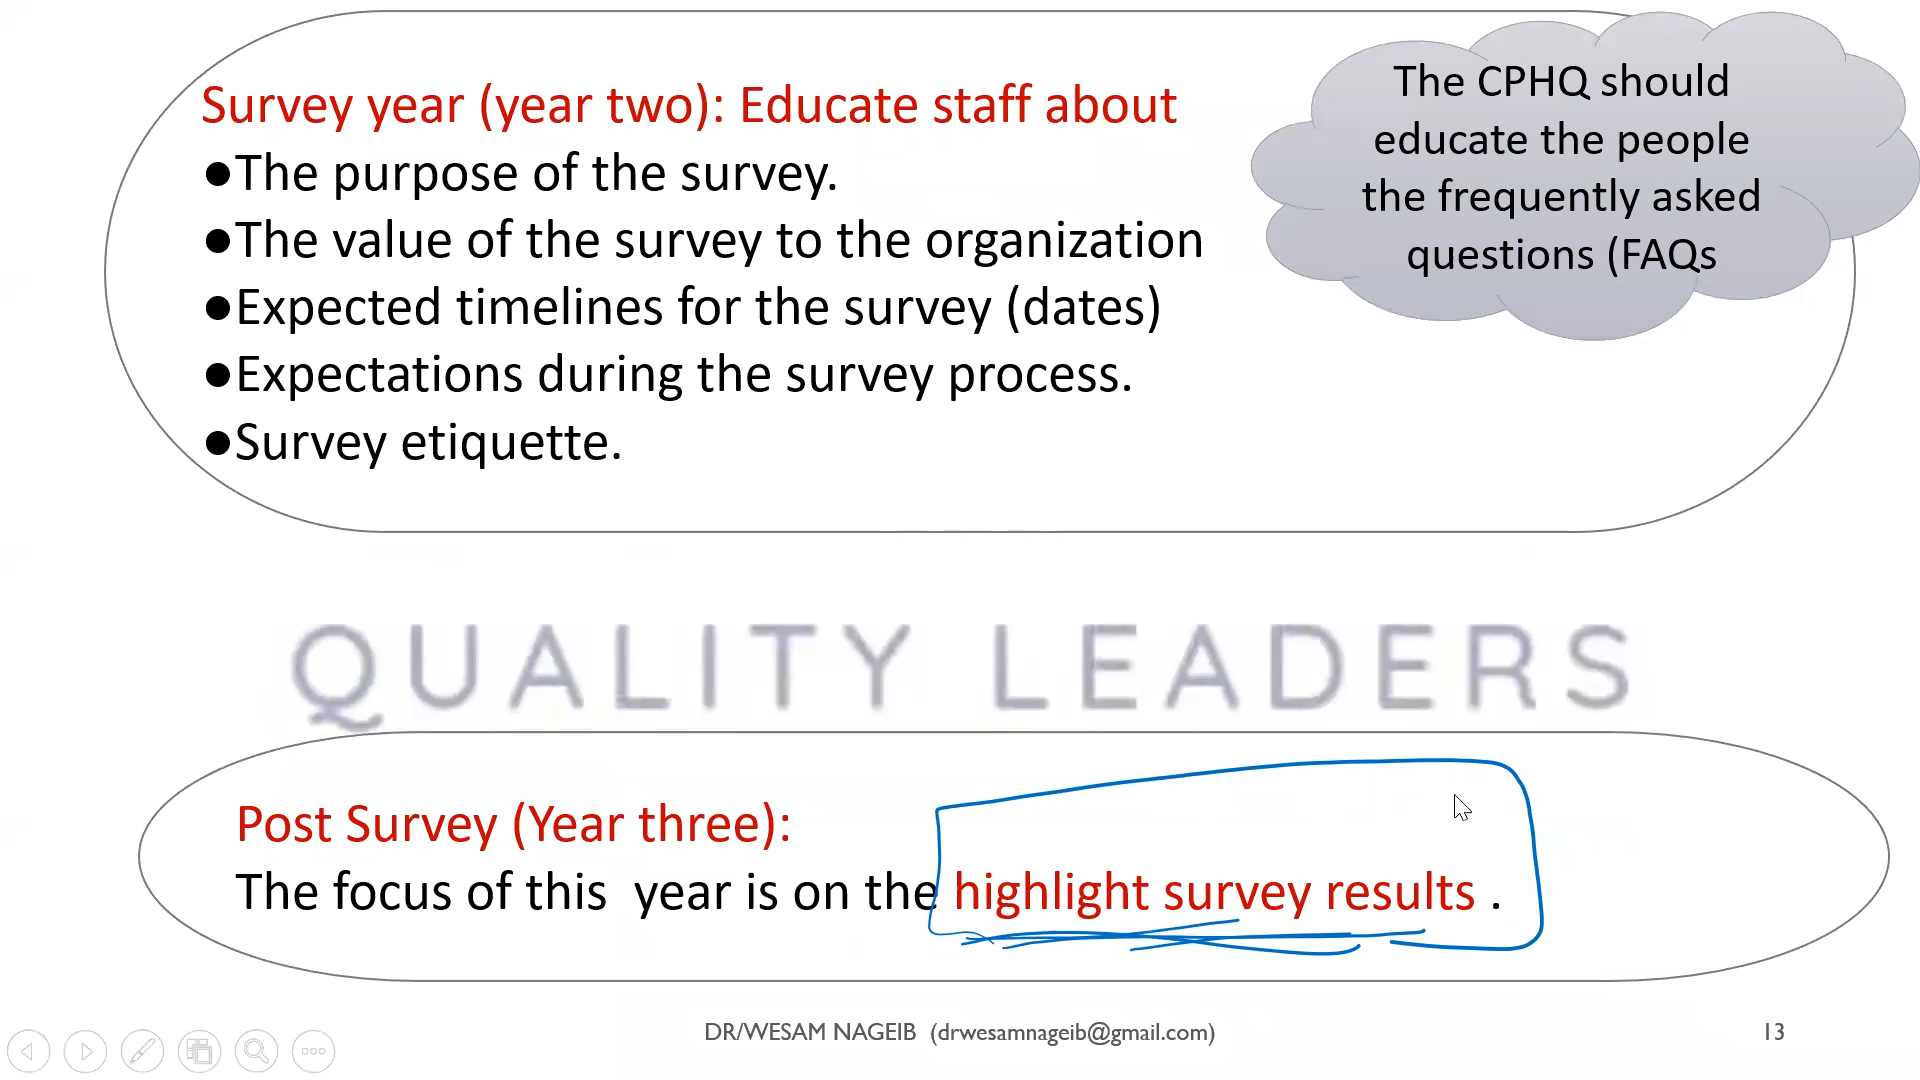 Survey year (year two): Educate staff about
●The purpose of the survey.
●The value of the survey to the organization
●Expected timelines for the survey (dates)
●Expectations during the survey process.
●Survey etiquette.
The CPHQ should
educate the people
the frequently asked
questions (FAQs
QUALITY LEADERS
Post Survey (Year three):
The focus of this  year is on the highlight survey results .
DR/WESAM NAGEIB  (drwesamnageib@gmail.com)
13